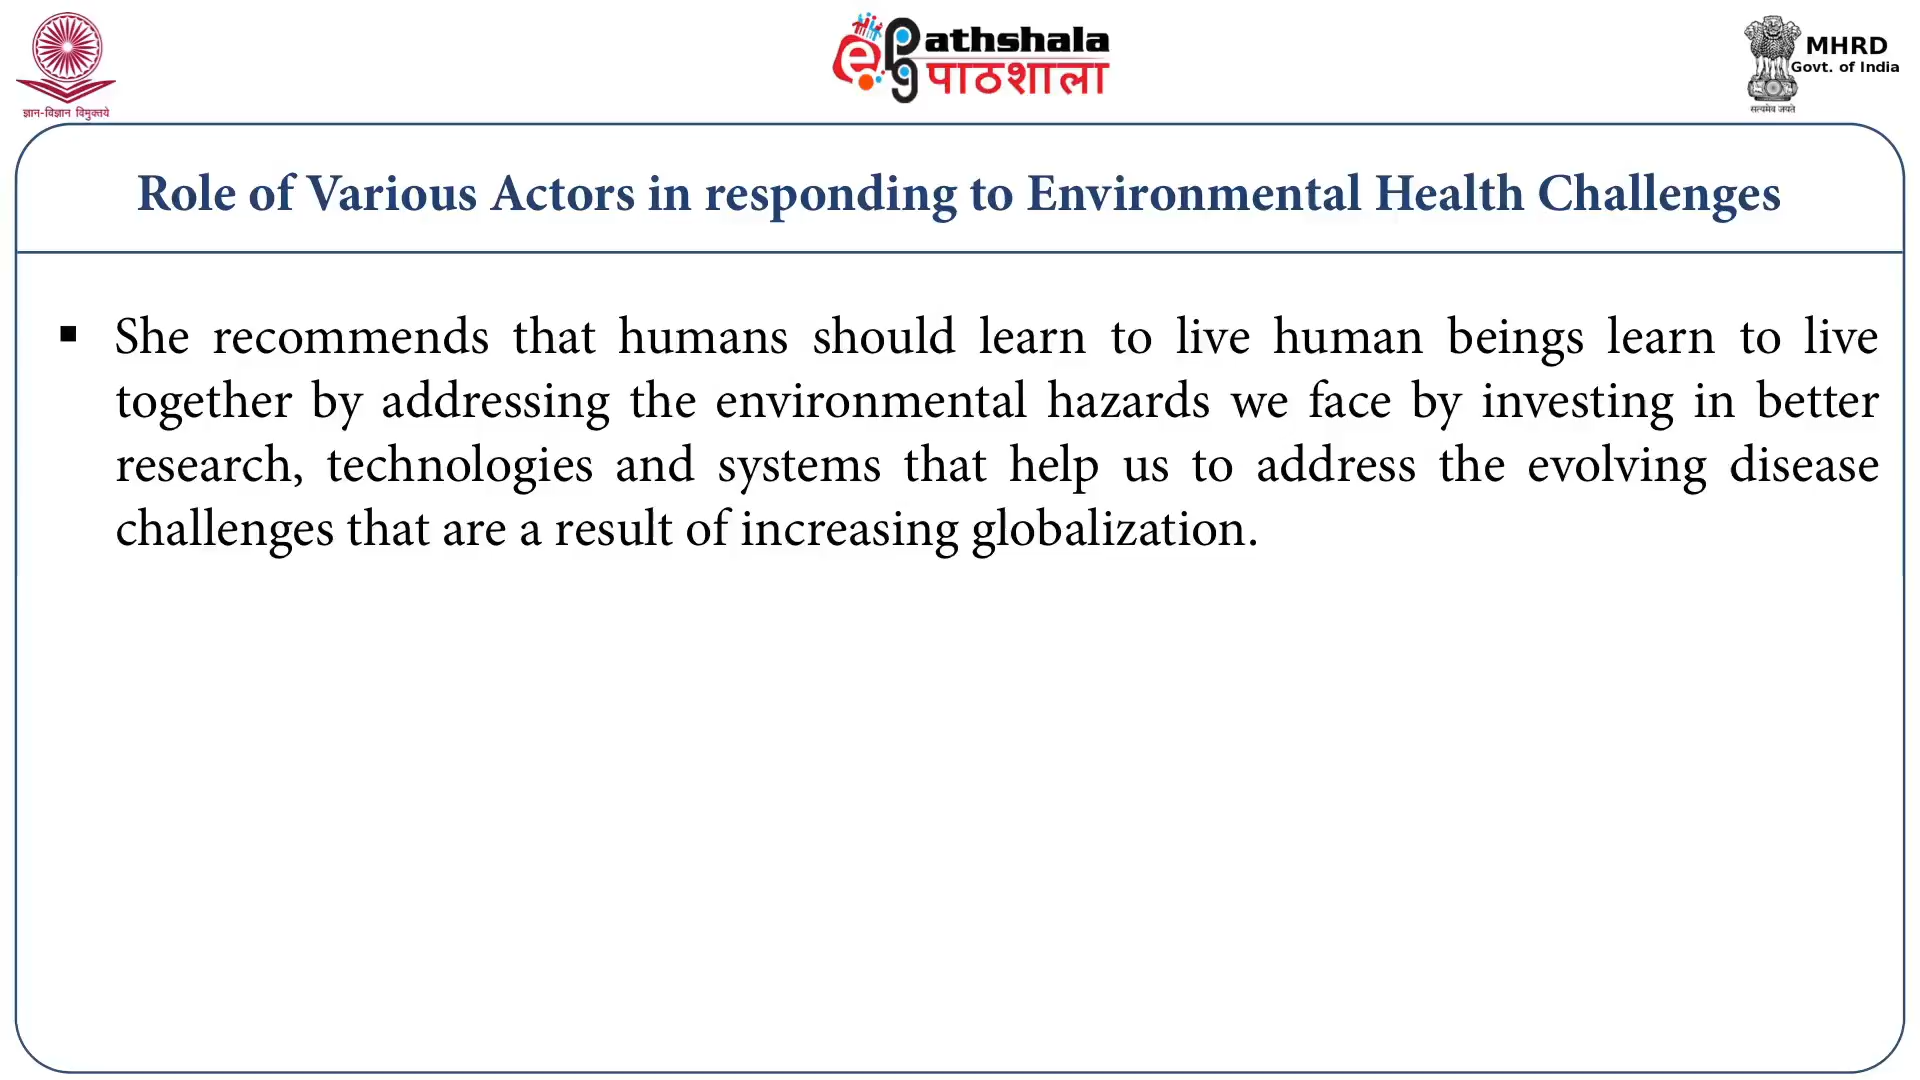 ज्ञान-विज्ञान विमुक्तये
e pg Pathshala
पाठशाला
MHRD
Govt. of India
सत्यमेव जयते
Role of Various Actors in responding to Environmental Health Challenges
▪ She recommends that humans should learn to live human beings learn to live
together by addressing the environmental hazards we face by investing in better
research, technologies and systems that help us to address the evolving disease
challenges that are a result of increasing globalization.